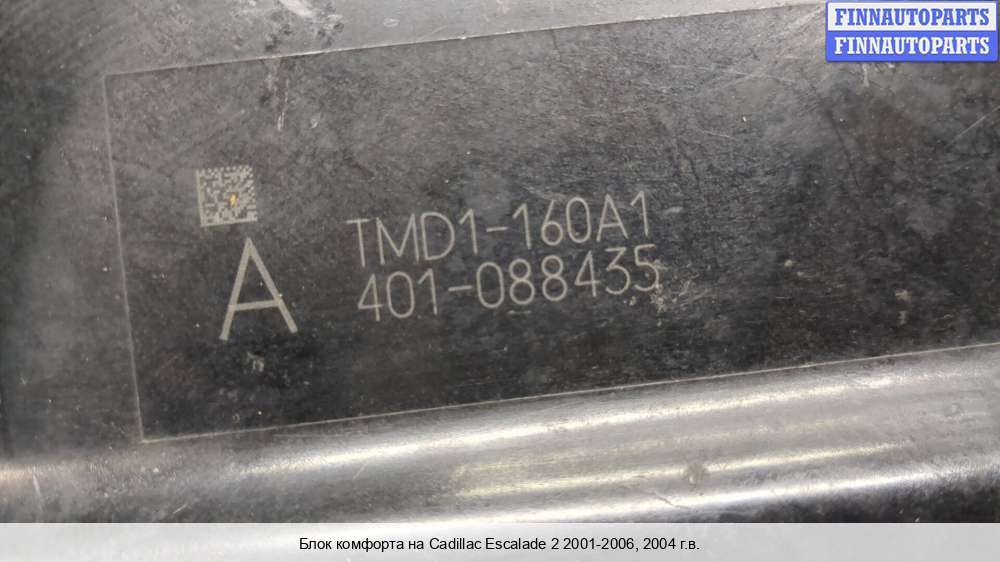 FINNAUTOPARTS
FINNAUTOPARTS
A
TMD1-160A1
401-088435
Блок комфорта на Cadillac Escalade 2 2001-2006, 2004 г.в.